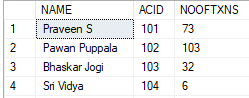 NAME ACID NOOFTXNS
1 Praveen S 101 73
2 Pawan Puppala 102 103
3 Bhaskar Jogi 103 32
4 Sri Vidya 104 6